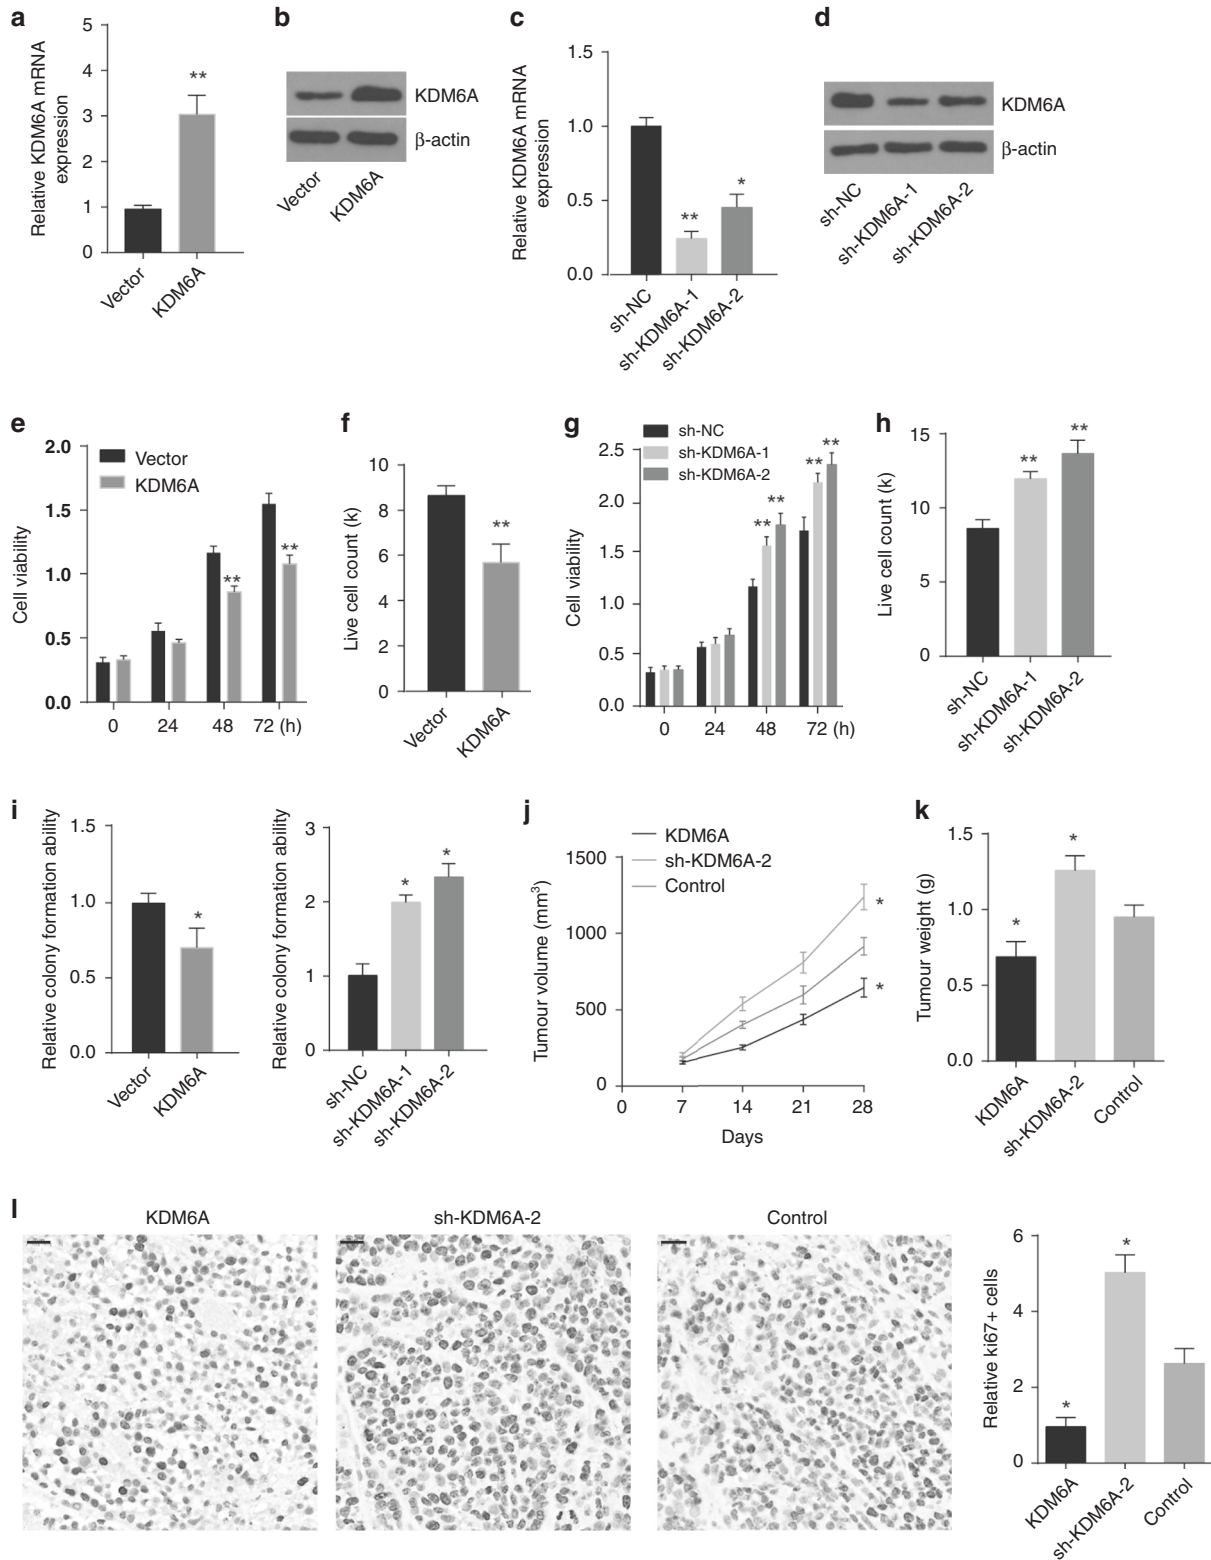 a
Relative KDM6A mRNA
expression
5
4
3
2
1
0
**
Vector
KDM6A
b
KDM6A
β-actin
Vector
KDM6A
c
Relative KDM6A mRNA
expression
1.5
1.0
0.5
0.0
**
*
sh-NC
sh-KDM6A-1
sh-KDM6A-2
d
KDM6A
β-actin
sh-NC
sh-KDM6A-1
sh-KDM6A-2
e
Cell viability
2.0
1.5
1.0
0.5
0.0
Vector
KDM6A
**
**
0 24 48 72 (h)
f
Live cell count (k)
10
8
6
4
2
0
**
Vector
KDM6A
g
Cell viability
sh-NC
sh-KDM6A-1
sh-KDM6A-2
2.5
2.0
1.5
1.0
0.5
0.0
**
**
**
**
0 24 48 72 (h)
h
Live cell count (k)
15
10
5
0
**
**
sh-NC
sh-KDM6A-1
sh-KDM6A-2
i
Relative colony formation ability
1.5
1.0
0.5
0.0
*
Vector
KDM6A
Relative colony formation ability
3
2
1
0
*
*
sh-NC
sh-KDM6A-1
sh-KDM6A-2
j
Tumour volume (mm³)
KDM6A
sh-KDM6A-2
Control
1500
1000
500
0
*
*
0 7 14 21 28
Days
k
Tumour weight (g)
1.5
1.0
0.5
0.0
*
*
KDM6A
sh-KDM6A-2
Control
l
KDM6A
sh-KDM6A-2
Control
Relative ki67+ cells
6
4
2
0
*
*
KDM6A
sh-KDM6A-2
Control